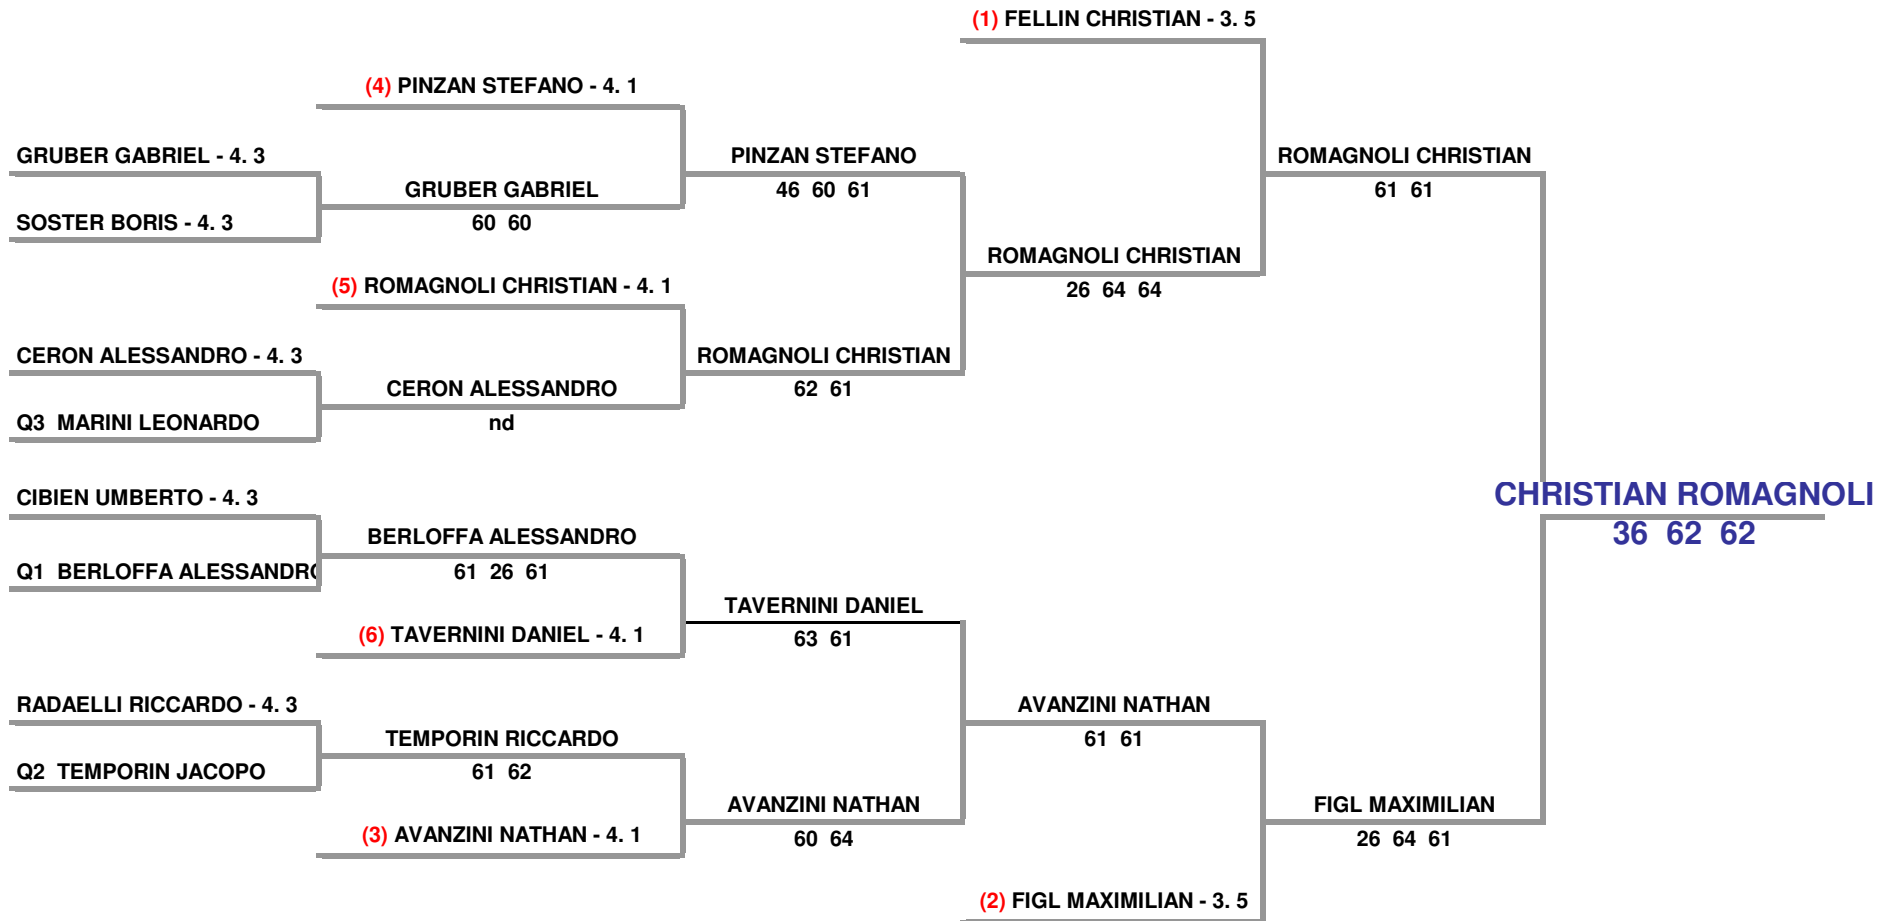 (1) FELLIN CHRISTIAN - 3. 5
(4) PINZAN STEFANO - 4. 1
GRUBER GABRIEL - 4. 3
PINZAN STEFANO
ROMAGNOLI CHRISTIAN
GRUBER GABRIEL
46 60 61
61 61
SOSTER BORIS - 4. 3
60 60
ROMAGNOLI CHRISTIAN
(5) ROMAGNOLI CHRISTIAN - 4. 1
26 64 64
CERON ALESSANDRO - 4. 3
ROMAGNOLI CHRISTIAN
CERON ALESSANDRO
62 61
Q3 MARINI LEONARDO
nd
CIBIEN UMBERTO - 4. 3
CHRISTIAN ROMAGNOLI
BERLOFFA ALESSANDRO
36 62 62
Q1 BERLOFFA ALESSANDRO
61 26 61
TAVERNINI DANIEL
(6) TAVERNINI DANIEL - 4. 1
63 61
RADAELLI RICCARDO - 4. 3
AVANZINI NATHAN
TEMPORIN RICCARDO
61 61
Q2 TEMPORIN JACOPO
61 62
AVANZINI NATHAN
FIGL MAXIMILIAN
(3) AVANZINI NATHAN - 4. 1
60 64
26 64 61
(2) FIGL MAXIMILIAN - 3. 5